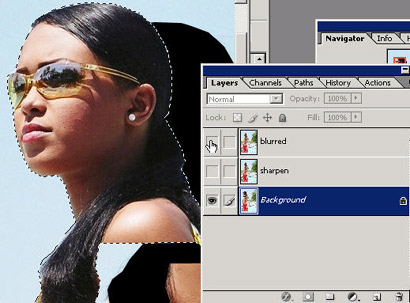 Navigator Info
Layers Channels Paths History Actions
Normal Opacity: 100%
Lock: Fill: 100%
blurred
sharpen
Background